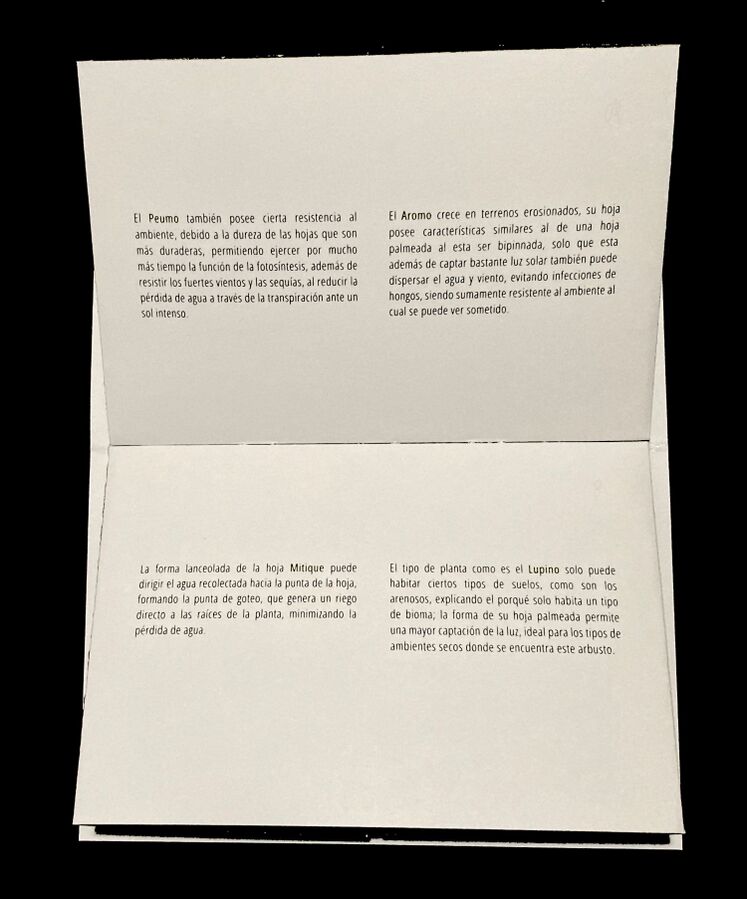 El Peumo también posee cierta resistencia al
ambiente, debido a la dureza de las hojas que son
más duraderas, permitiendo ejercer por mucho
más tiempo la función de la fotosíntesis, además de
resistir los fuertes vientos y las sequías, al reducir la
pérdida de agua a través de la transpiración ante un
sol intenso.
El Aromo crece en terrenos erosionados, su hoja
posee características similares al de una hoja
palmeada al esta ser bipinnada, solo que esta
además de captar bastante luz solar también puede
dispersar el agua y viento, evitando infecciones de
hongos, siendo sumamente resistente al ambiente al
cual se puede ver sometido.
La forma lanceolada de la hoja Mitique puede
dirigir el agua recolectada hacia la punta de la hoja,
formando la punta de goteo, que genera un riego
directo a las raíces de la planta, minimizando la
pérdida de agua.
El tipo de planta como es el Lupino solo puede
habitar ciertos tipos de suelos, como son los
arenosos, explicando el porqué solo habita un tipo
de bioma; la forma de su hoja palmeada permite
una mayor captación de la luz, ideal para los tipos de
ambientes secos donde se encuentra este arbusto.